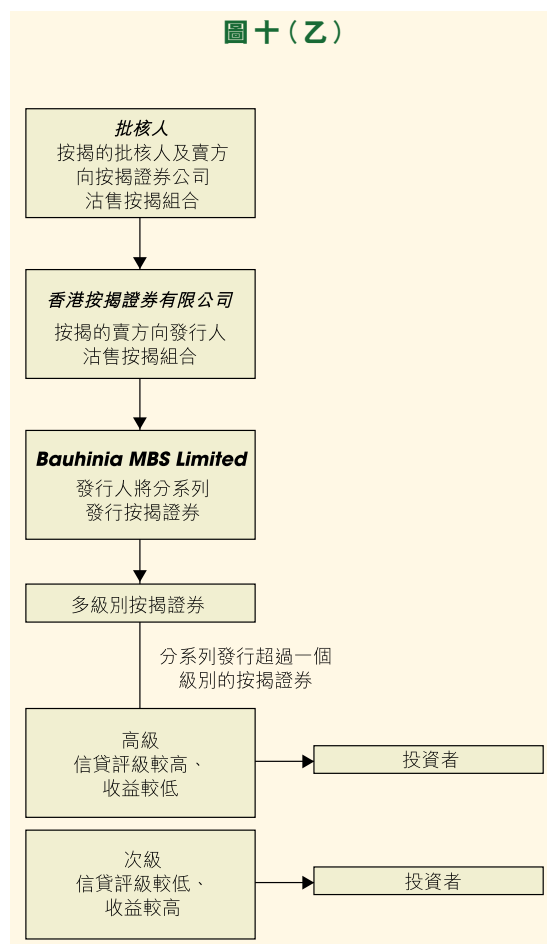 圖十（乙）
批核人
按揭的批核人及賣方
向按揭證券公司
沽售按揭組合
香港按揭證券有限公司
按揭的賣方向發行人
沽售按揭組合
Bauhinia MBS Limited
發行人將分系列
發行按揭證券
多級別按揭證券
分系列發行超過一個
級別的按揭證券
高級
信貸評級較高、
收益較低
投資者
次級
信貸評級較低、
收益較高
投資者